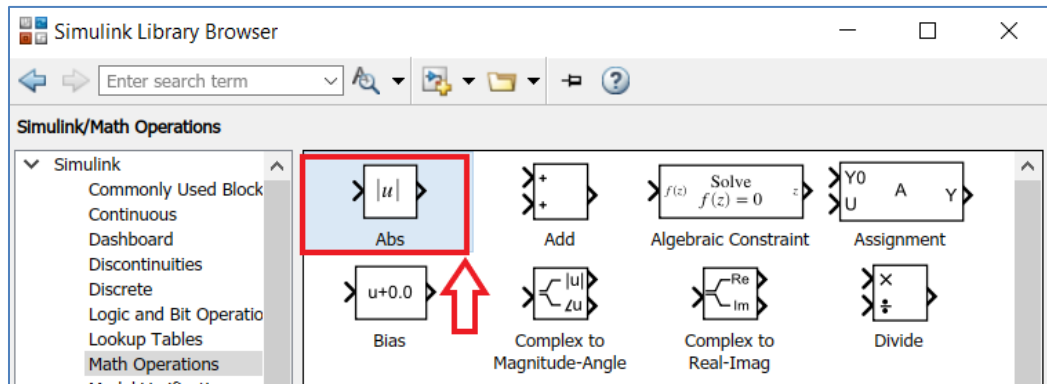 Simulink Library Browser
Enter search term
Simulink/Math Operations
Simulink
Commonly Used Block
Continuous
Dashboard
Discontinuities
Discrete
Logic and Bit Operatio
Lookup Tables
Math Operations
|u|
Abs
+
+
Add
f(z) Solve f(z) = 0 z
Algebraic Constraint
Y0
U
A
Y
Assignment
u+0.0
Bias
|u|
∠u
Complex to
Magnitude-Angle
Re
Im
Complex to
Real-Imag
×
÷
Divide